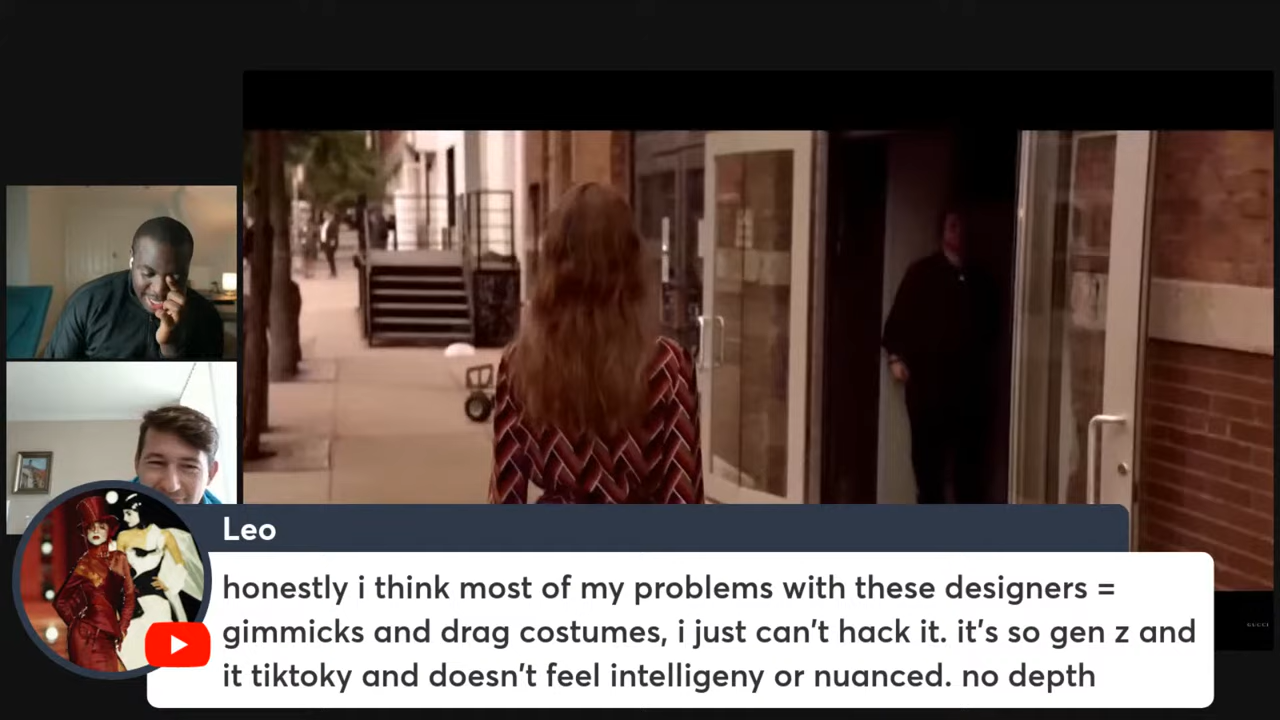 GUCCI
Leo
honestly i think most of my problems with these designers =
gimmicks and drag costumes, i just can't hack it. it's so gen z and
it tiktoky and doesn't feel intelligeny or nuanced. no depth